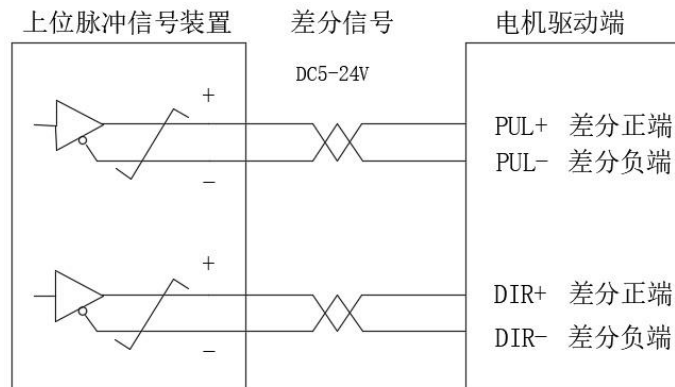 上位脉冲信号装置 差分信号 电机驱动端
DC5-24V
+
PUL+ 差分正端
PUL- 差分负端
-
+
DIR+ 差分正端
DIR- 差分负端
-